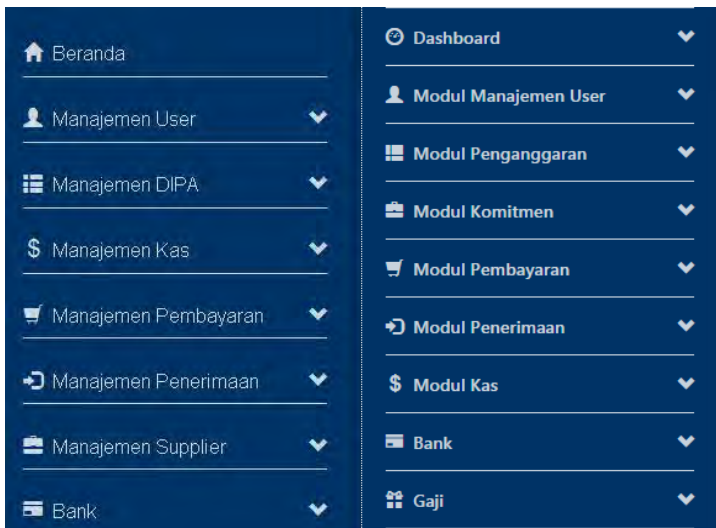 Beranda
Manajemen User
Manajemen DIPA
$ Manajemen Kas
Manajemen Pembayaran
Manajemen Penerimaan
Manajemen Supplier
Bank
Dashboard
Modul Manajemen User
Modul Penganggaran
Modul Komitmen
Modul Pembayaran
Modul Penerimaan
$ Modul Kas
Bank
Gaji